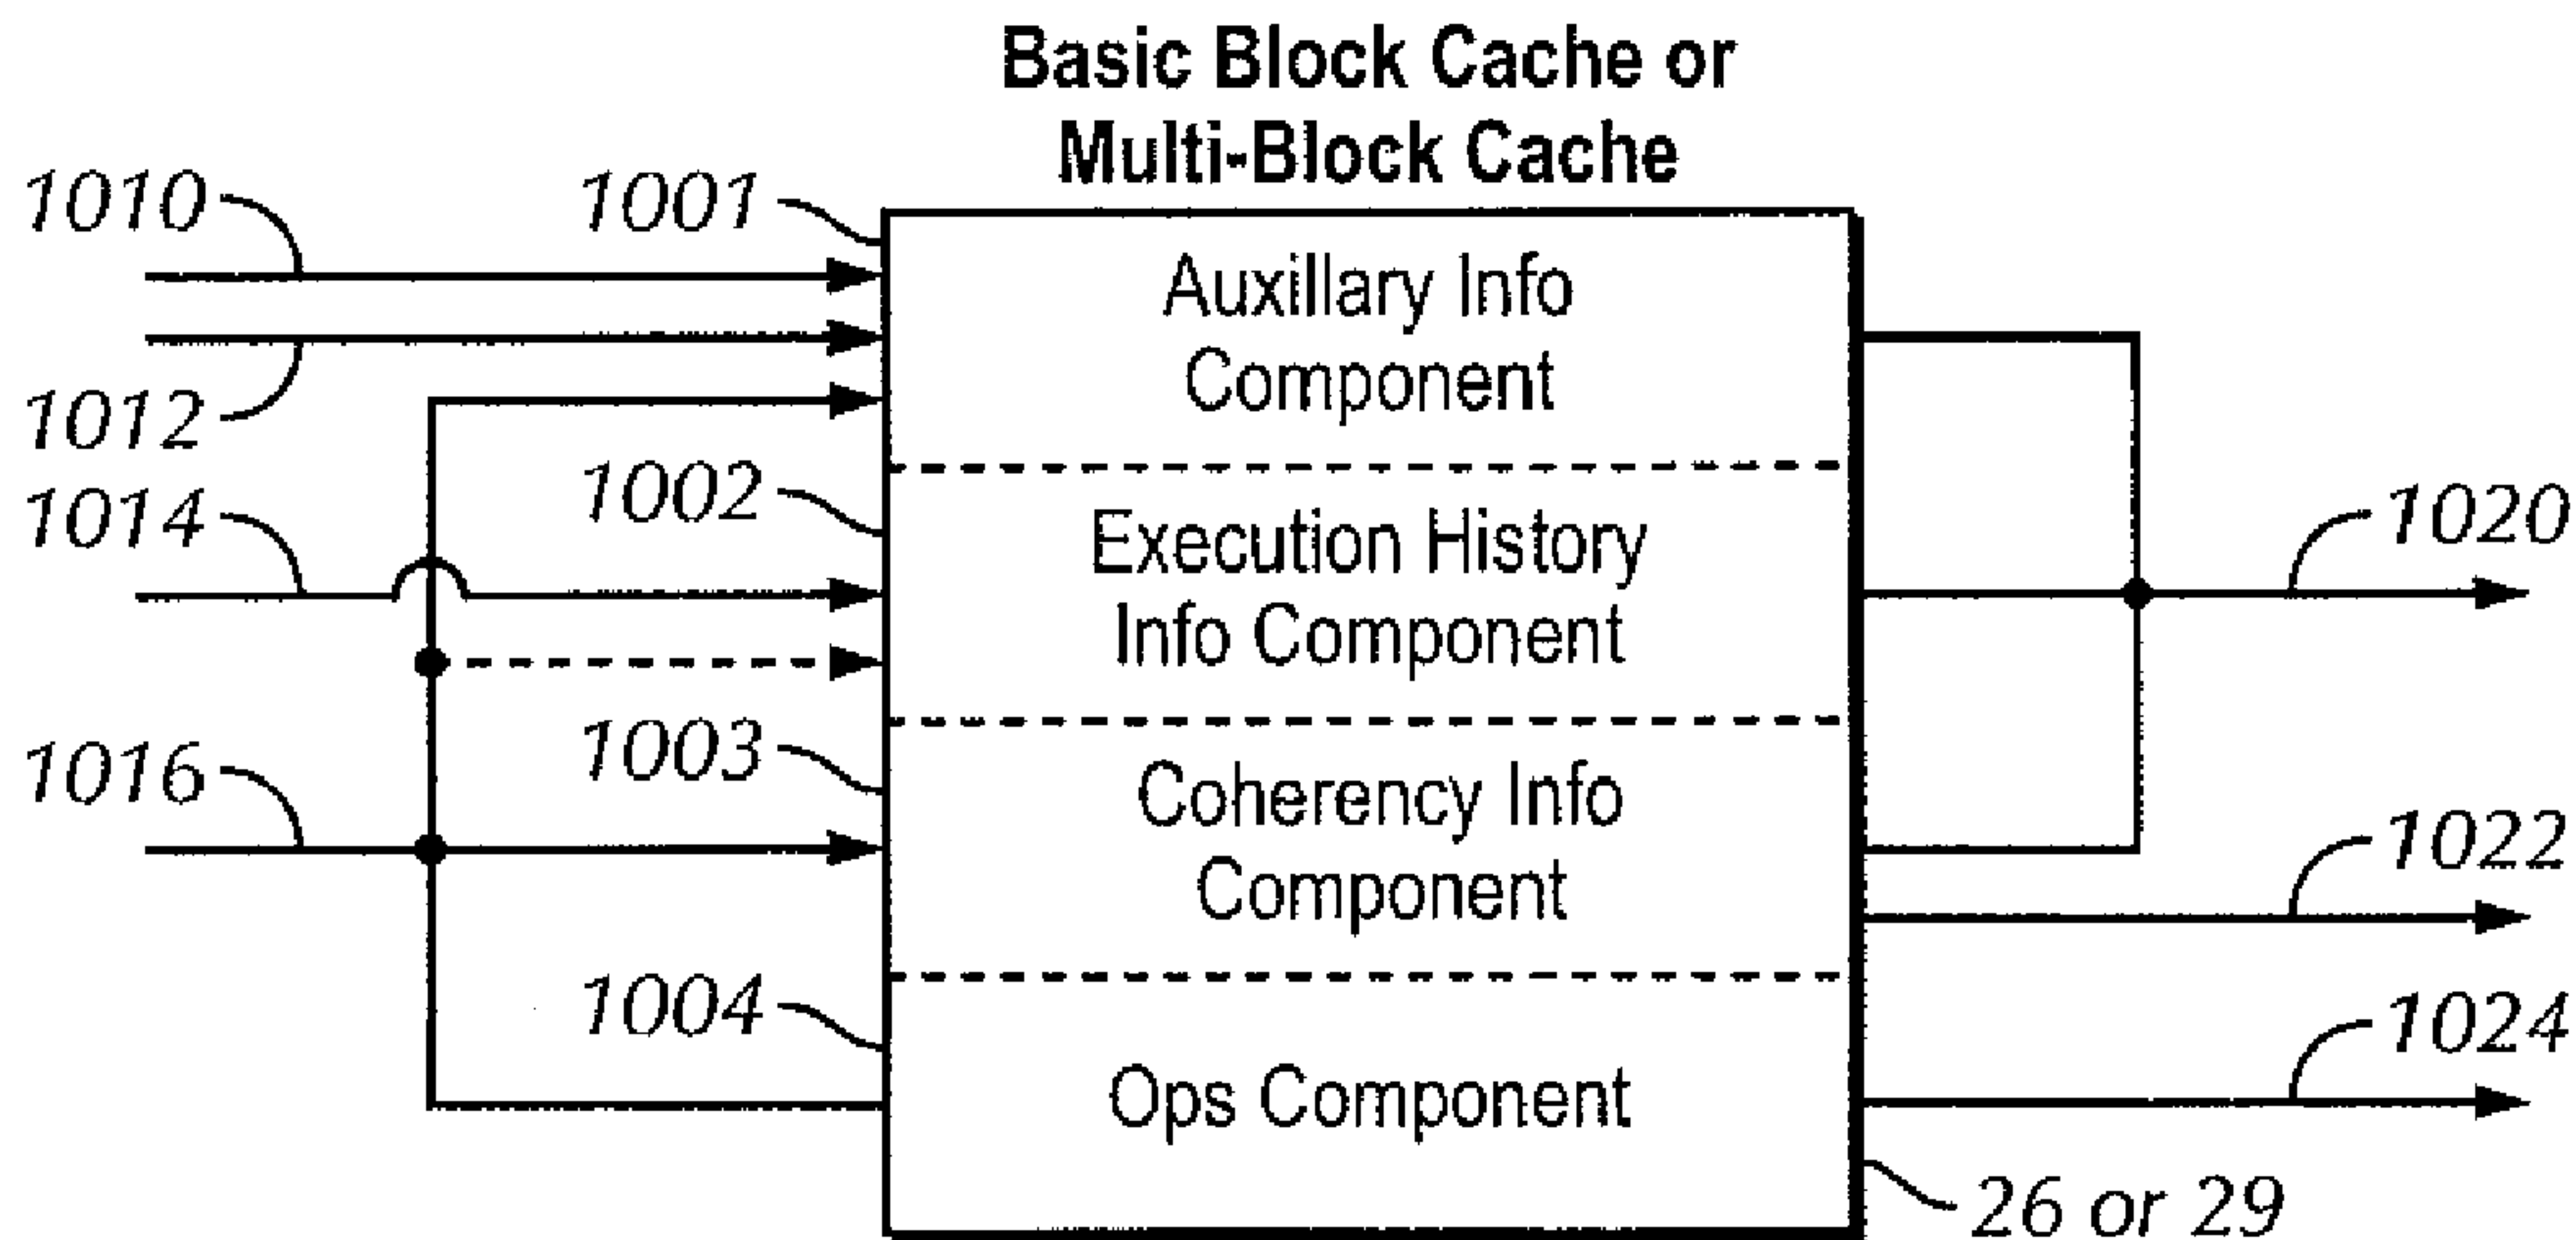 Basic Block Cache or
Multi-Block Cache
1010
1001
Auxillary Info
Component
1012
1002
1014
Execution History
Info Component
1020
1003
1016
Coherency Info
Component
1022
1004
1024
Ops Component
26 or 29